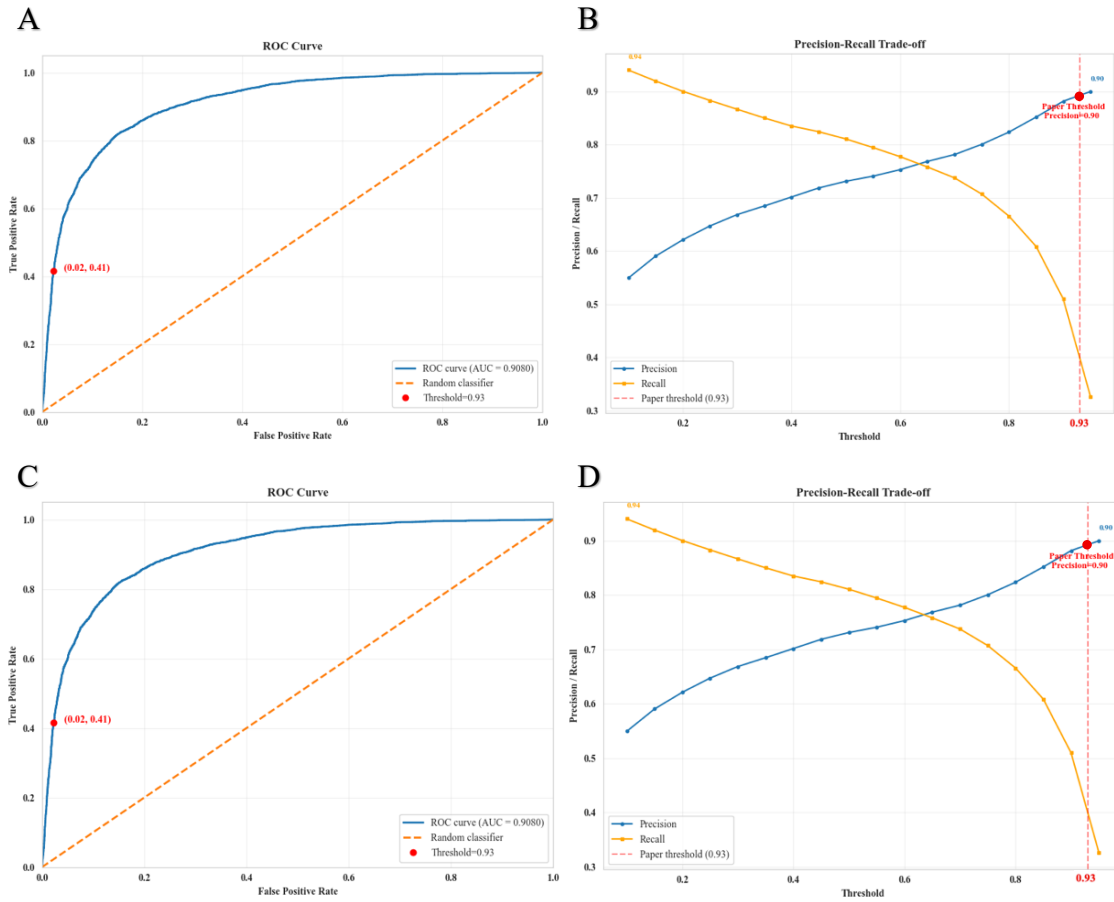 A
ROC Curve
1.0
0.8
0.6
0.4
0.2
0.0
True Positive Rate
(0.02, 0.41)
ROC curve (AUC = 0.9080)
Random classifier
Threshold=0.93
0.0 0.2 0.4 0.6 0.8 1.0
False Positive Rate
B
Precision-Recall Trade-off
0.94
0.90
Paper Threshold
Precision=0.90
0.9
0.8
0.7
0.6
0.5
0.4
0.3
Precision / Recall
Precision
Recall
Paper threshold (0.93)
0.2 0.4 0.6 0.8 0.93
Threshold
C
ROC Curve
1.0
0.8
0.6
0.4
0.2
0.0
True Positive Rate
(0.02, 0.41)
ROC curve (AUC = 0.9080)
Random classifier
Threshold=0.93
0.0 0.2 0.4 0.6 0.8 1.0
False Positive Rate
D
Precision-Recall Trade-off
0.94
0.90
Paper Threshold
Precision=0.90
0.9
0.8
0.7
0.6
0.5
0.4
0.3
Precision / Recall
Precision
Recall
Paper threshold (0.93)
0.2 0.4 0.6 0.8 0.93
Threshold